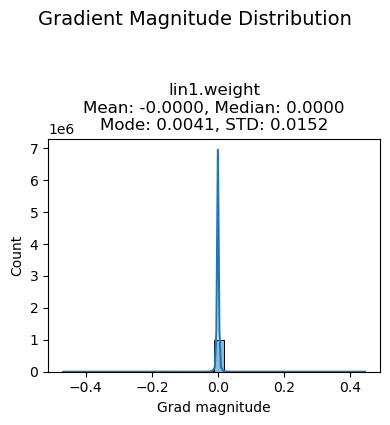 Gradient Magnitude Distribution
lin1.weight
Mean: -0.0000, Median: 0.0000
Mode: 0.0041, STD: 0.0152
1e6
7
6
5
4
3
2
1
0
Count
−0.4 −0.2 0.0 0.2 0.4
Grad magnitude